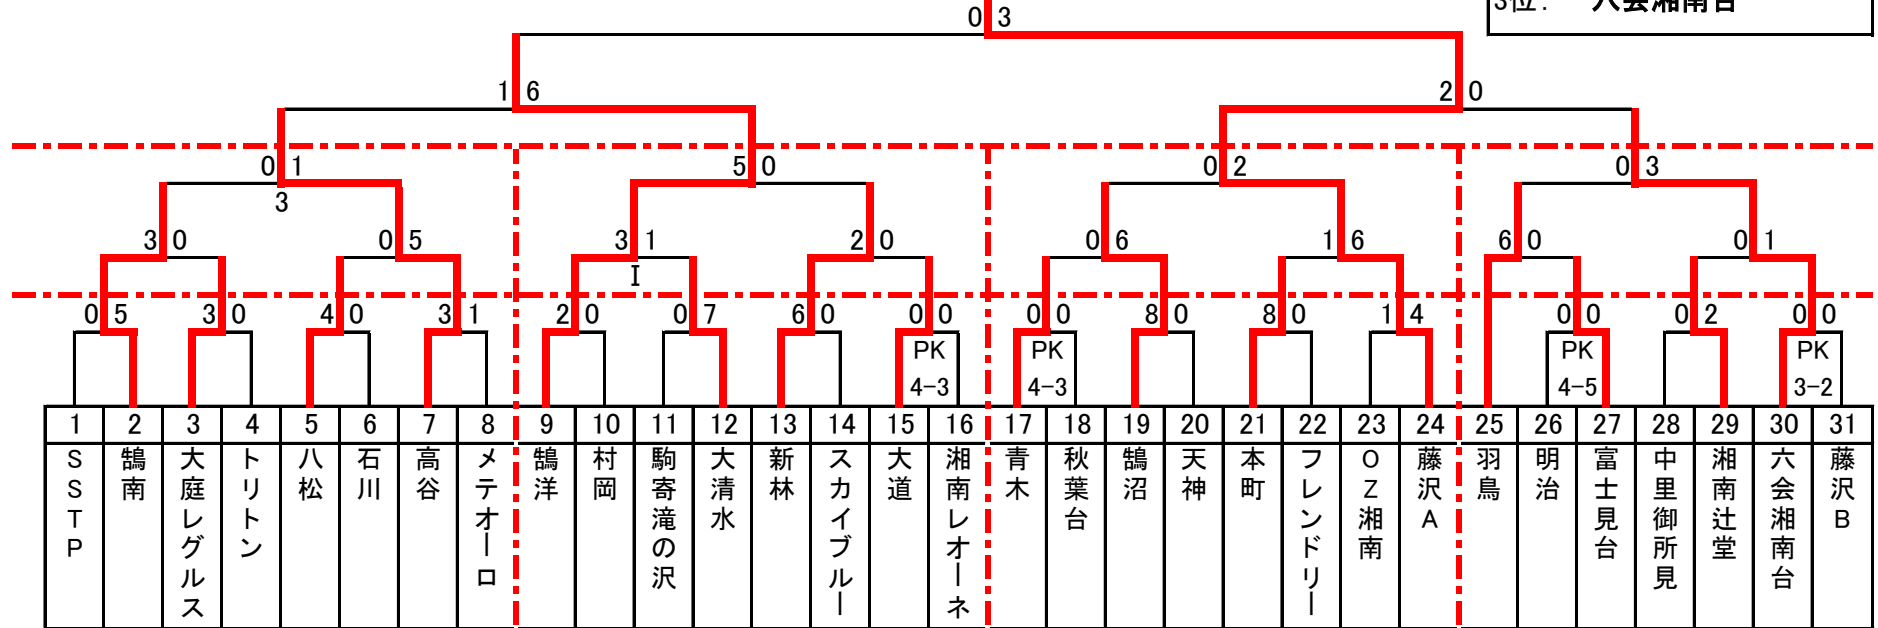 3位: 六会湘南台
0 3
1 6
2 0
0 1
5 0
0 2
0 3
3
3 0
0 5
3 1
2 0
0 6
1 6
6 0
0 1
I
0 5
3 0
4 0
3 1
2 0
0 7
6 0
0 0
0 0
8 0
8 0
1 4
0 0
0 2
0 0
PK
4-3
PK
4-3
PK
4-5
PK
3-2
1 2 3 4 5 6 7 8 9 10 11 12 13 14 15 16 17 18 19 20 21 22 23 24 25 26 27 28 29 30 31
SSTP
鵠南
大庭レグルス
トリトン
八松
石川
高谷
メテオーロ
鵠洋
村岡
駒寄滝の沢
大清水
新林
スカイブルー
大道
湘南レオーネ
青木
秋葉台
鵠沼
天神
本町
フレンドリー
OZ湘南
藤沢A
羽鳥
明治
富士見台
中里御所見
湘南辻堂
六会湘南台
藤沢B